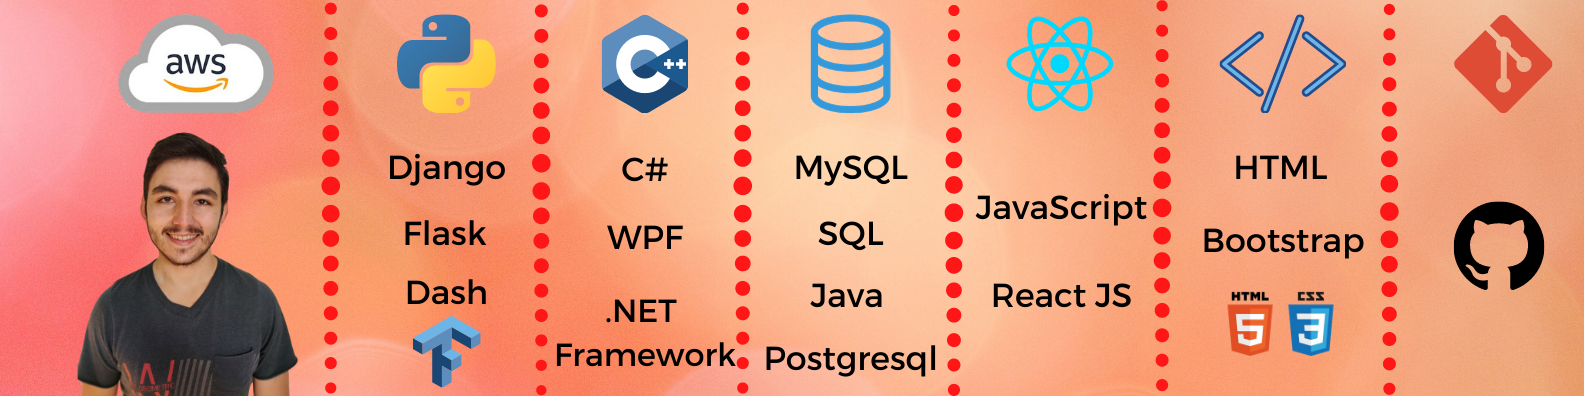 aws
Django
Flask
Dash
C++
C#
WPF
.NET
Framework
MySQL
SQL
Java
Postgresql
JavaScript
React JS
HTML
Bootstrap
HTML
5
CSS
3